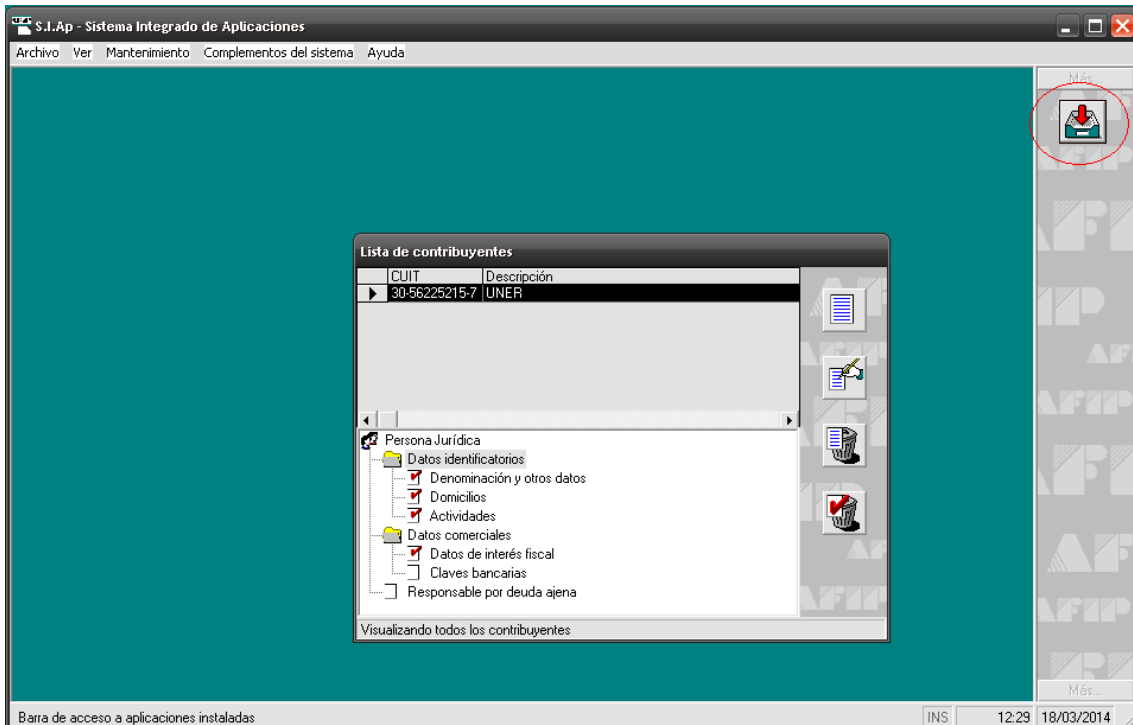 S.I.Ap - Sistema Integrado de Aplicaciones
Archivo Ver Mantenimiento Complementos del sistema Ayuda
Más...
Lista de contribuyentes
CUIT Descripción
30-56225215-7 UNER
Persona Jurídica
Datos identificatorios
Denominación y otros datos
Domicilios
Actividades
Datos comerciales
Datos de interés fiscal
Claves bancarias
Responsable por deuda ajena
Visualizando todos los contribuyentes
AFIP
Más...
Barra de acceso a aplicaciones instaladas INS 12:29 18/03/2014